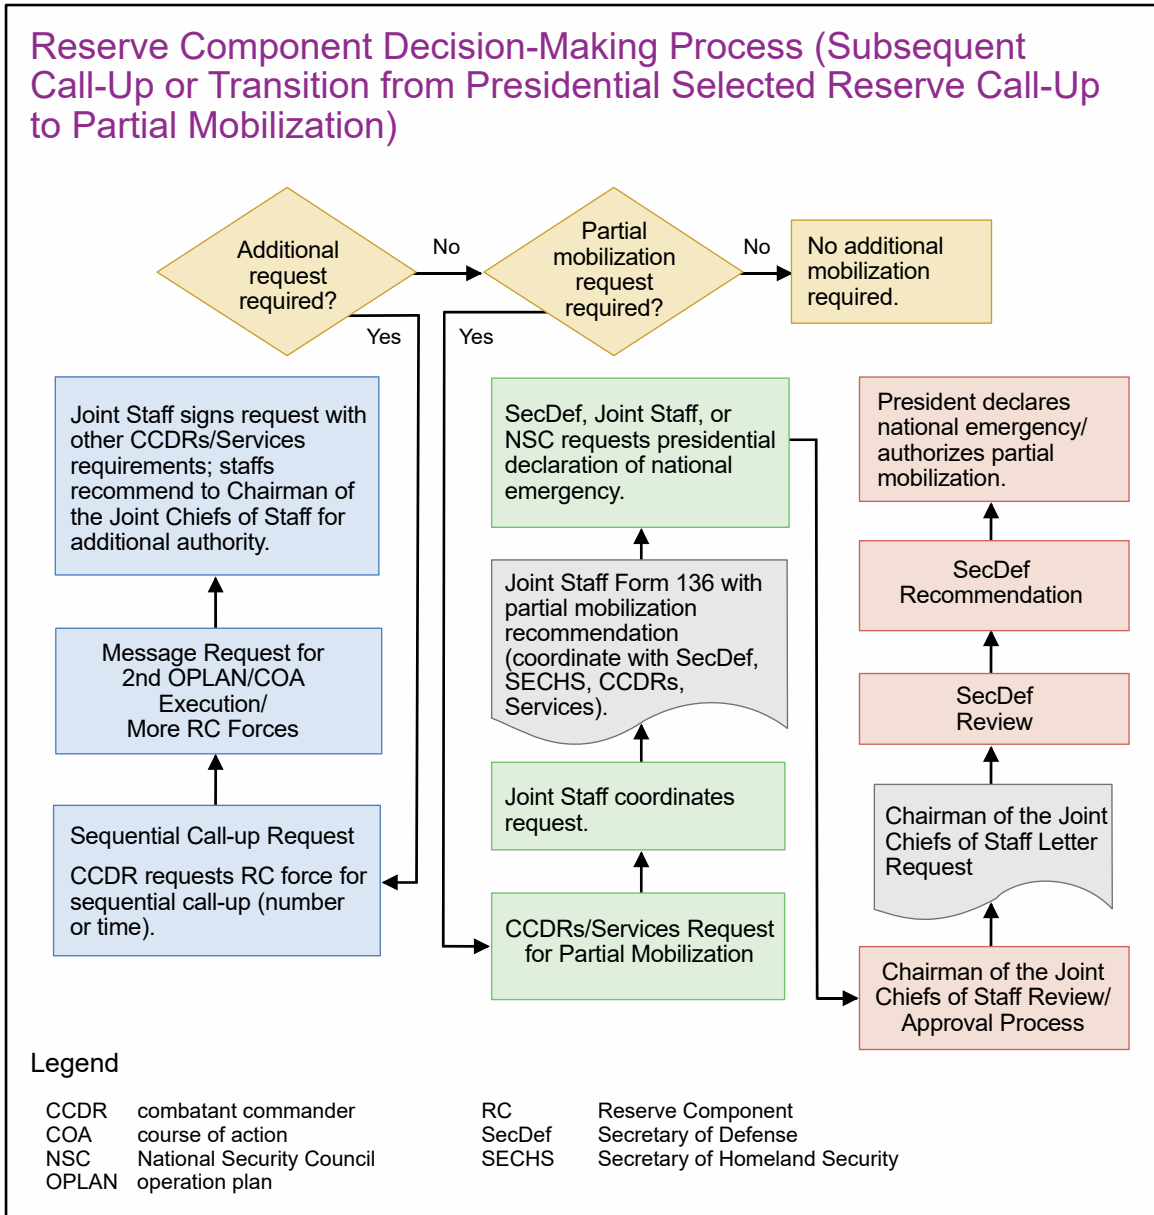 Reserve Component Decision-Making Process (Subsequent
Call-Up or Transition from Presidential Selected Reserve Call-Up
to Partial Mobilization)
Additional
request
required?
No
Partial
mobilization
request
required?
No
No additional
mobilization
required.
Yes
Yes
Joint Staff signs request with
other CCDRs/Services
requirements; staffs
recommend to Chairman of
the Joint Chiefs of Staff for
additional authority.
Message Request for
2nd OPLAN/COA
Execution/
More RC Forces
Sequential Call-up Request
CCDR requests RC force for
sequential call-up (number
or time).
SecDef, Joint Staff, or
NSC requests presidential
declaration of national
emergency.
Joint Staff Form 136 with
partial mobilization
recommendation
(coordinate with SecDef,
SECHS, CCDRs,
Services).
Joint Staff coordinates
request.
CCDRs/Services Request
for Partial Mobilization
President declares
national emergency/
authorizes partial
mobilization.
SecDef
Recommendation
SecDef
Review
Chairman of the Joint
Chiefs of Staff Letter
Request
Chairman of the Joint
Chiefs of Staff Review/
Approval Process
Legend
CCDR combatant commander
COA course of action
NSC National Security Council
OPLAN operation plan
RC Reserve Component
SecDef Secretary of Defense
SECHS Secretary of Homeland Security